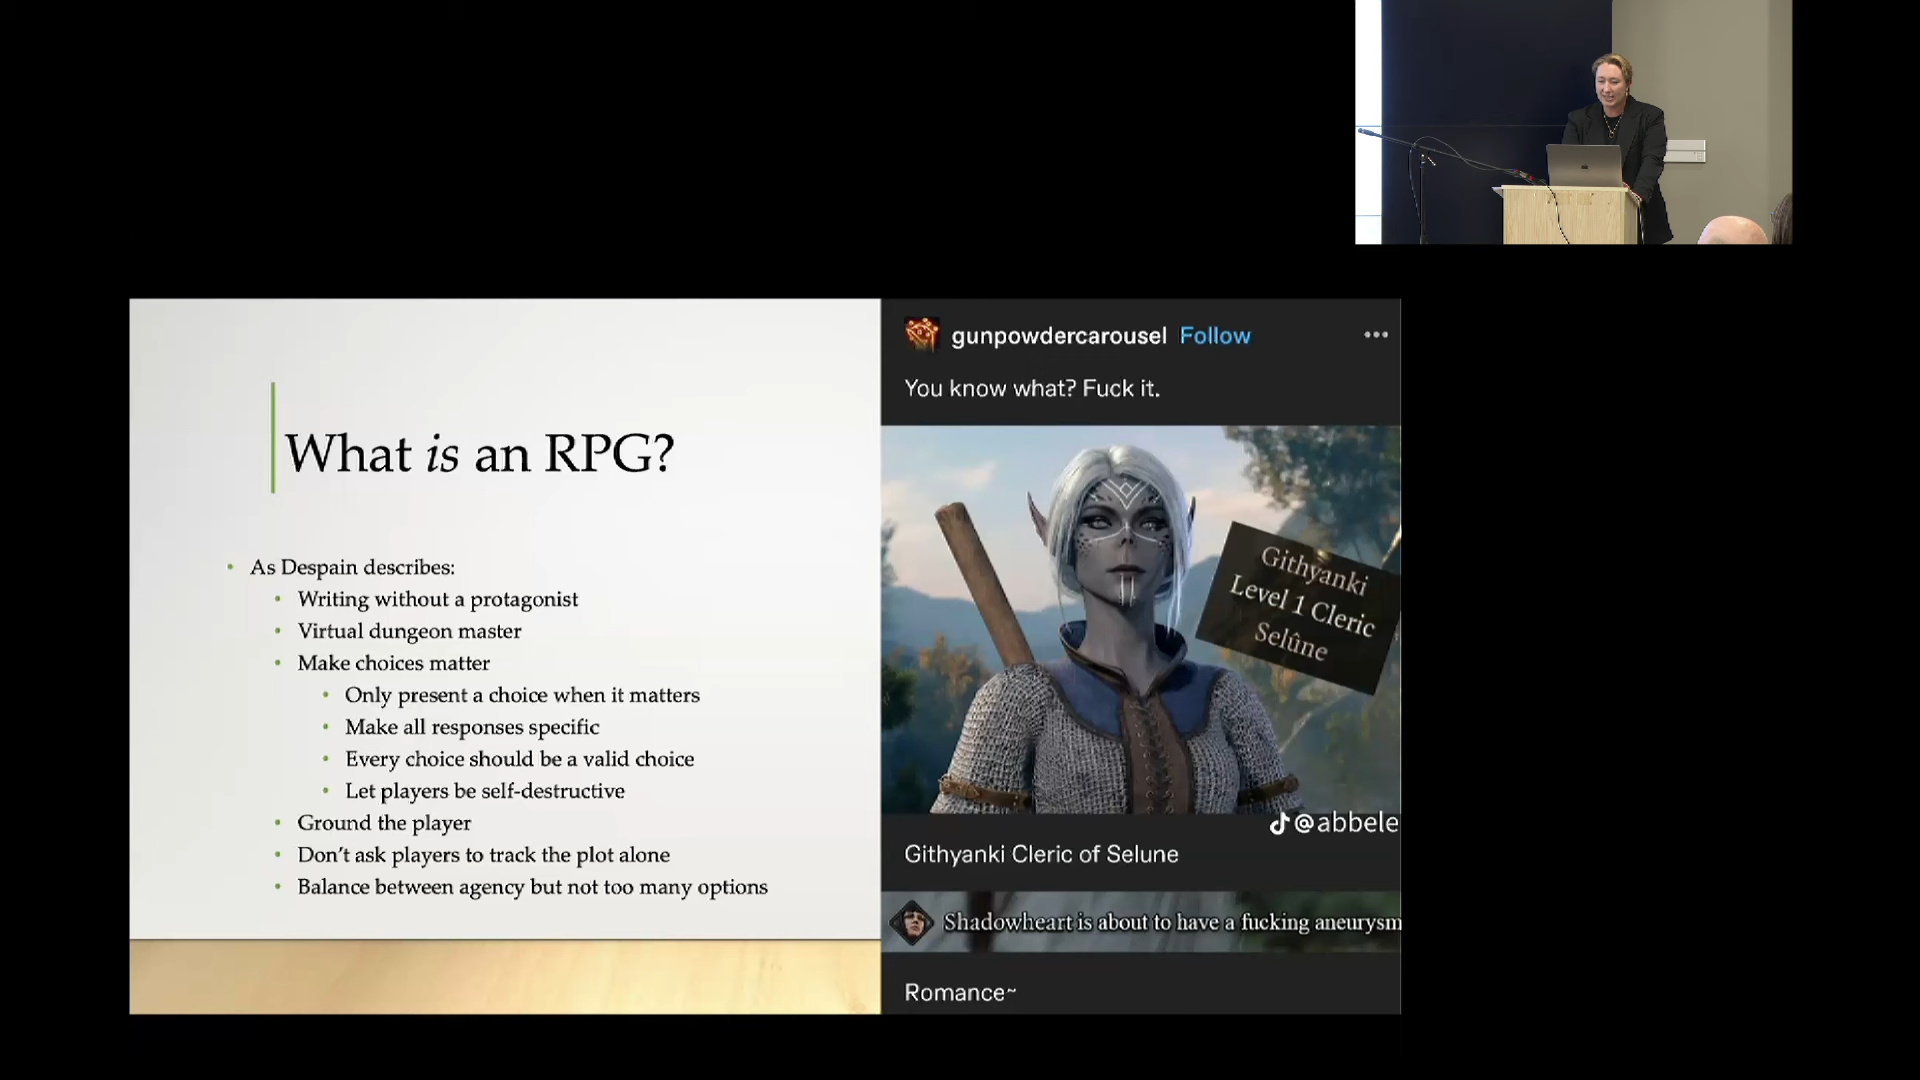 What is an RPG?
As Despain describes:
Writing without a protagonist
Virtual dungeon master
Make choices matter
Only present a choice when it matters
Make all responses specific
Every choice should be a valid choice
Let players be self-destructive
Ground the player
Don't ask players to track the plot alone
Balance between agency but not too many options
gunpowdercarousel Follow
You know what? Fuck it.
Githyanki
Level 1 Cleric
Selûne
@abbele
Githyanki Cleric of Selune
Shadowheart is about to have a fucking aneurysm
Romance~